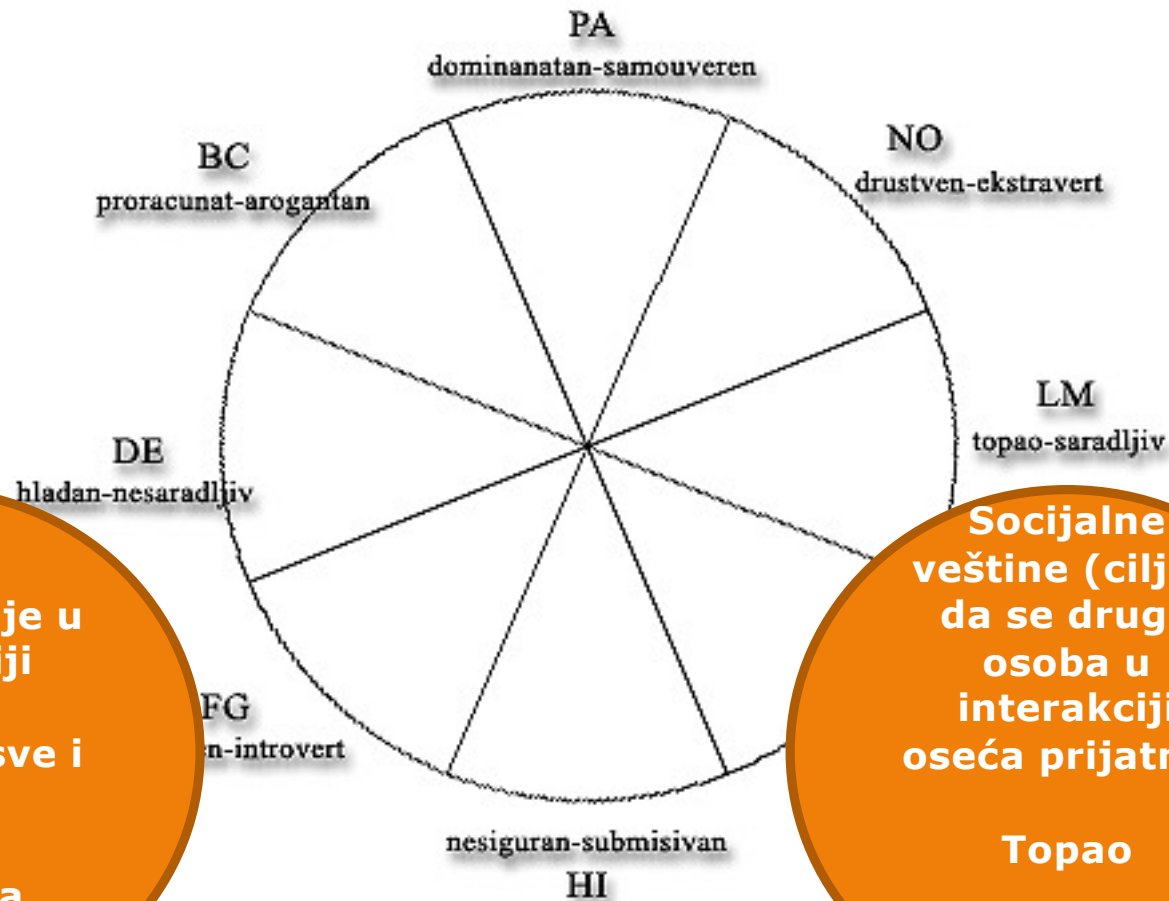 PA
dominanatan-samouveren
NO
drustven-ekstravert
BC
proracunat-arogantan
LM
topao-saradljiv
DE
hladan-nesaradljiv
FG
n-introvert
nesiguran-submisivan
HI
je u
ji
sve i
Socijalne
veštine (cilj
da se drug
osoba u
interakciji
oseća prijatn
Topao